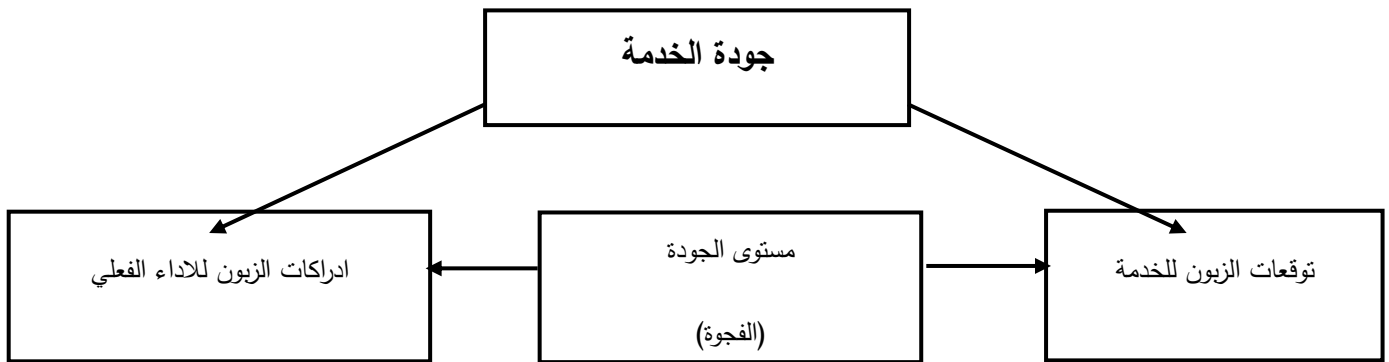 جودة الخدمة
توقعات الزبون للخدمة
مستوى الجودة
(الفجوة)
ادراكات الزبون للاداء الفعلي